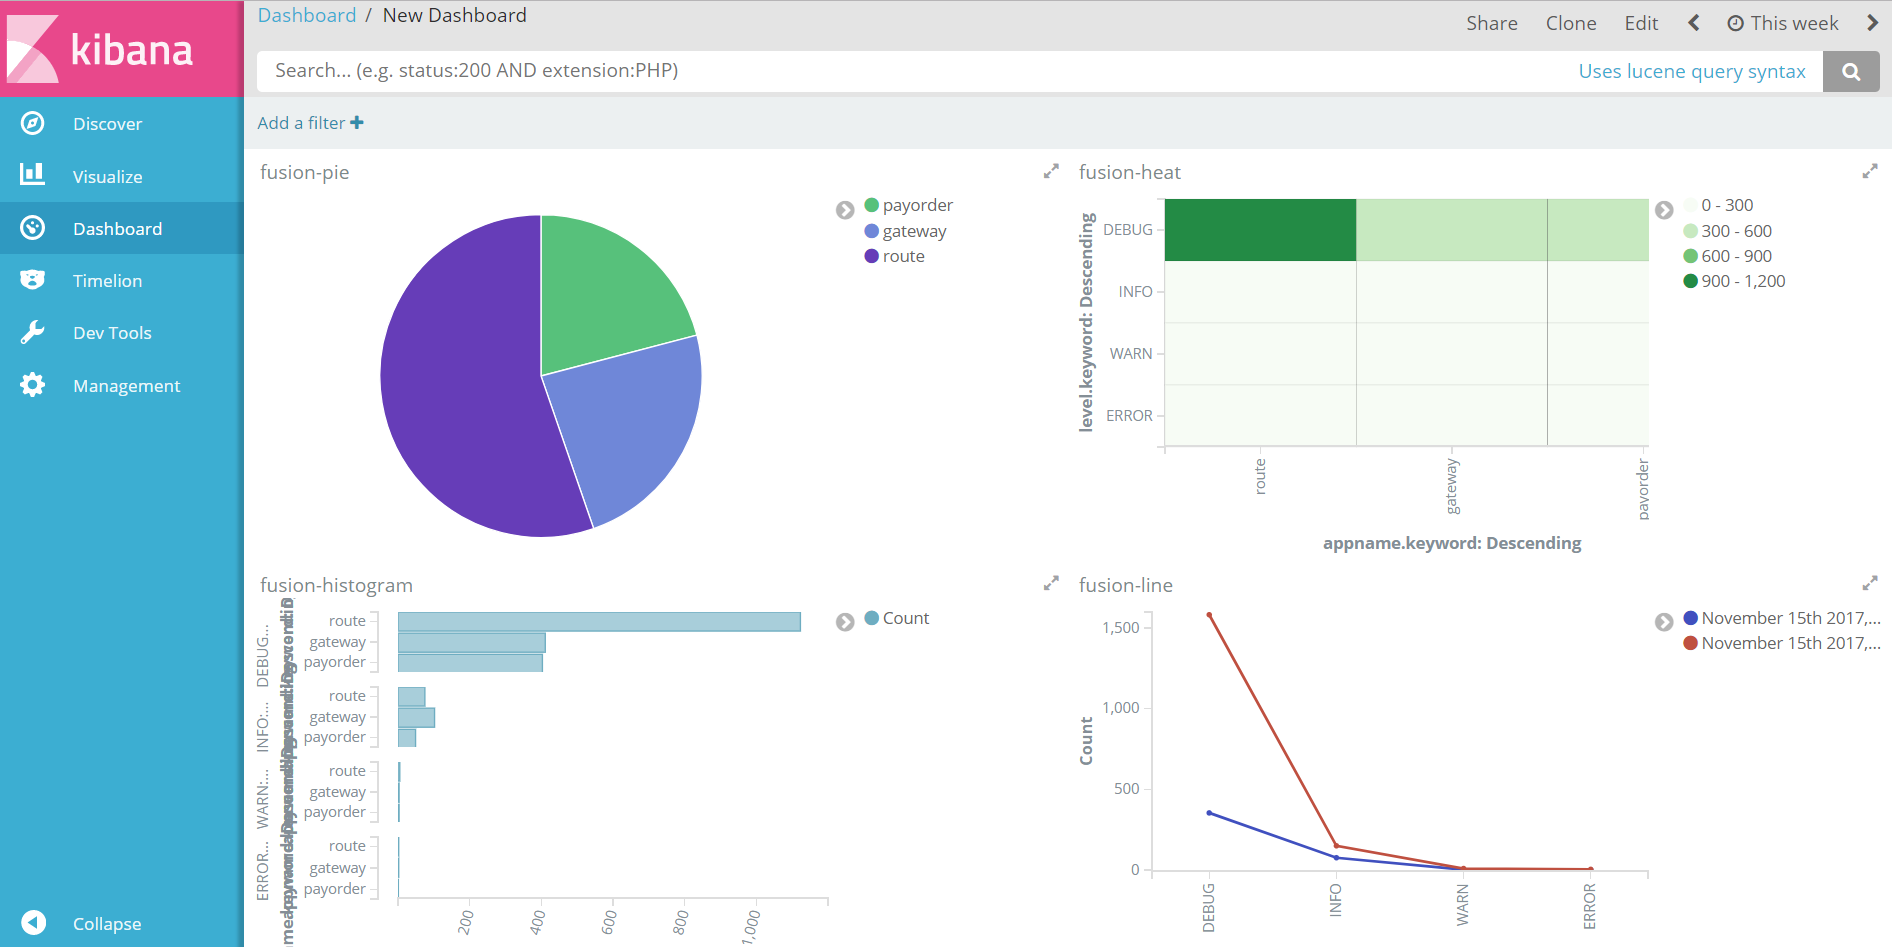 kibana
Discover
Visualize
Dashboard
Timelion
Dev Tools
Management
Collapse
Dashboard / New Dashboard
Share Clone Edit This week
Search... (e.g. status:200 AND extension:PHP)
Uses lucene query syntax
Add a filter
fusion-pie
payorder
gateway
route
fusion-heat
level.keyword: Descending
DEBUG
INFO
WARN
ERROR
route
gateway
payorder
appname.keyword: Descending
0 - 300
300 - 600
600 - 900
900 - 1,200
fusion-histogram
DEBUG...
route
gateway
payorder
INFO:...
route
gateway
payorder
WARN:...
route
gateway
payorder
ERROR...
route
gateway
payorder
200
400
600
800
1,000
Count
fusion-line
Count
1,500
1,000
500
0
DEBUG
INFO
WARN
ERROR
November 15th 2017,...
November 15th 2017,...